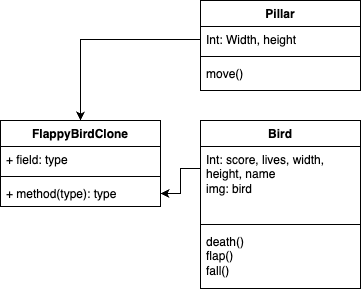 Pillar
Int: Width, height
move()
FlappyBirdClone
+ field: type
+ method(type): type
Bird
Int: score, lives, width,
height, name
img: bird
death()
flap()
fall()